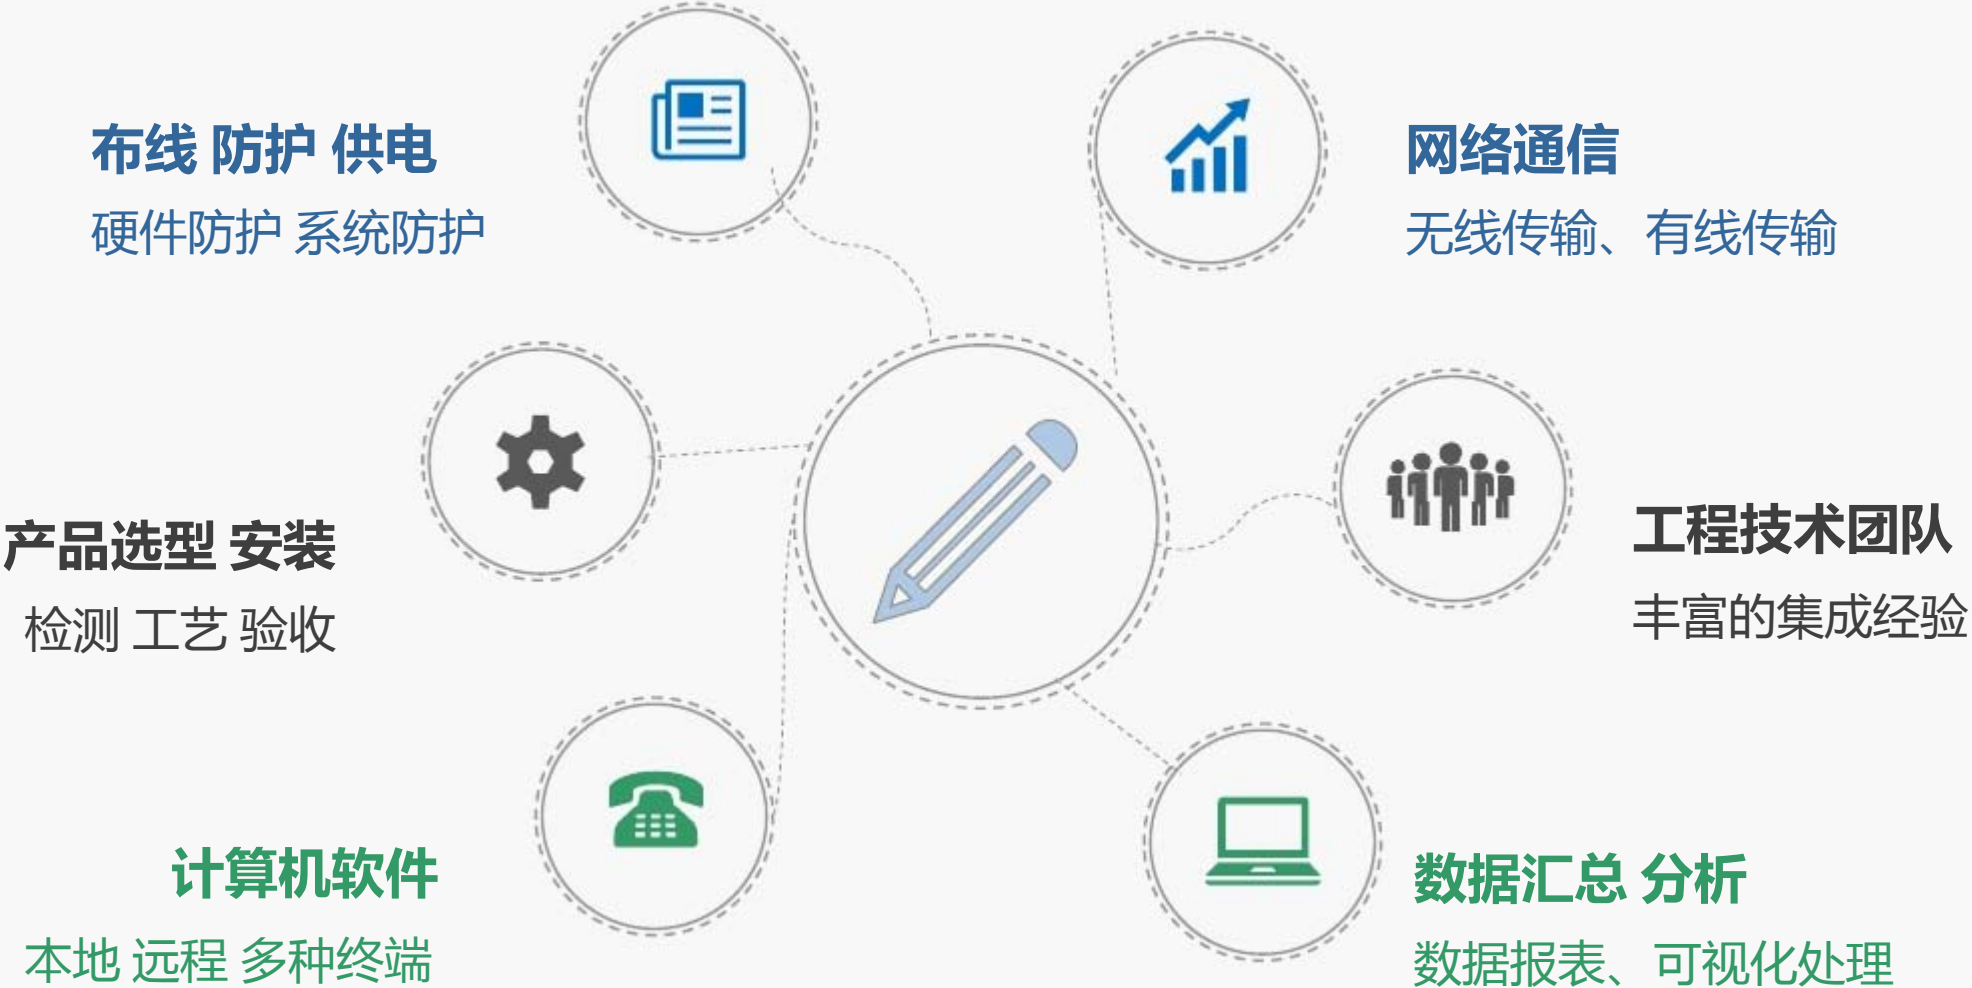 布线 防护 供电
硬件防护 系统防护
网络通信
无线传输、有线传输
产品选型 安装
检测 工艺 验收
工程技术团队
丰富的集成经验
计算机软件
本地 远程 多种终端
数据汇总 分析
数据报表、可视化处理